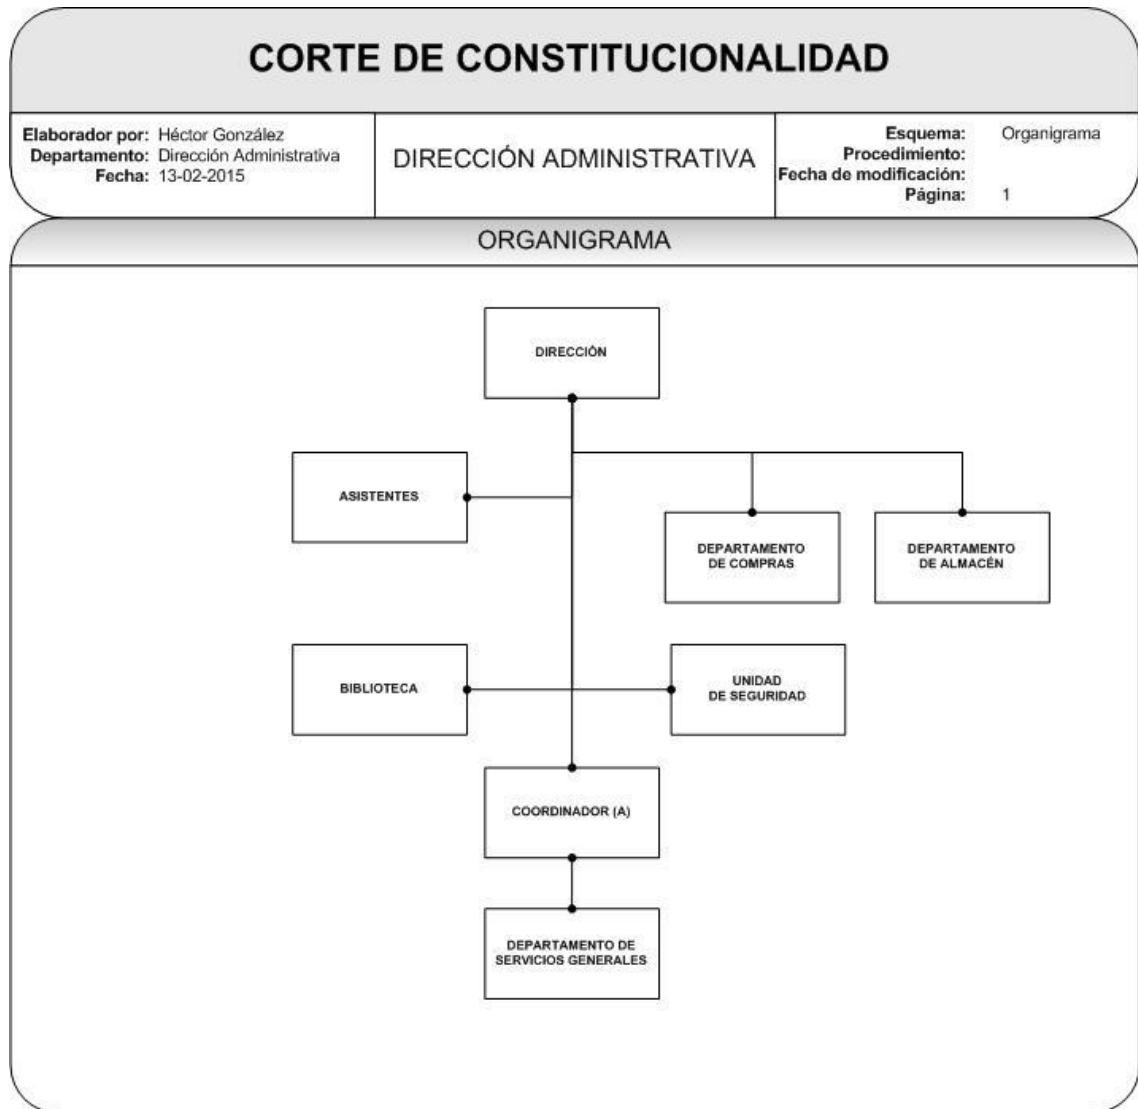 CORTE DE CONSTITUCIONALIDAD
Elaborador por: Héctor González
Departamento: Dirección Administrativa
Fecha: 13-02-2015
DIRECCIÓN ADMINISTRATIVA
Esquema: Organigrama
Procedimiento:
Fecha de modificación:
Página: 1
ORGANIGRAMA
DIRECCIÓN
ASISTENTES
DEPARTAMENTO
DE COMPRAS
DEPARTAMENTO
DE ALMACÉN
BIBLIOTECA
UNIDAD
DE SEGURIDAD
COORDINADOR (A)
DEPARTAMENTO DE
SERVICIOS GENERALES